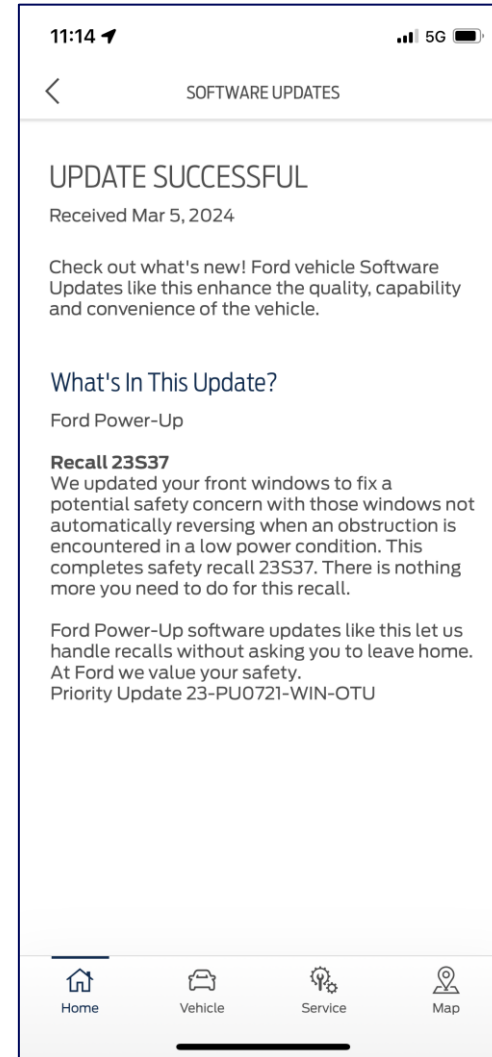 11:14
5G
SOFTWARE UPDATES
UPDATE SUCCESSFUL
Received Mar 5, 2024
Check out what's new! Ford vehicle Software
Updates like this enhance the quality, capability
and convenience of the vehicle.
What's In This Update?
Ford Power-Up
Recall 23S37
We updated your front windows to fix a
potential safety concern with those windows not
automatically reversing when an obstruction is
encountered in a low power condition. This
completes safety recall 23S37. There is nothing
more you need to do for this recall.
Ford Power-Up software updates like this let us
handle recalls without asking you to leave home.
At Ford we value your safety.
Priority Update 23-PU0721-WIN-OTU
Home
Vehicle
Service
Map